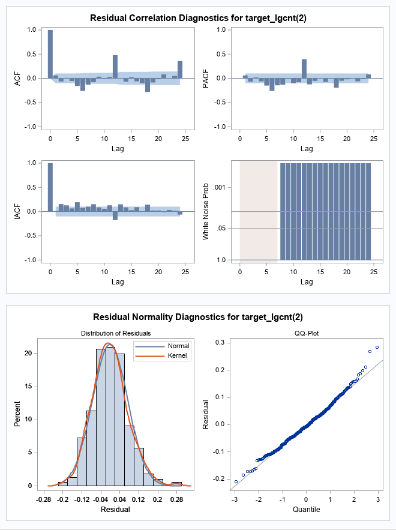 Residual Correlation Diagnostics for target_lgcnt(2)
1.0
0.5
0.0
-0.5
-1.0
ACF
0 5 10 15 20 25
Lag
1.0
0.5
0.0
-0.5
-1.0
PACF
0 5 10 15 20 25
Lag
1.0
0.5
0.0
-0.5
-1.0
IACF
0 5 10 15 20 25
Lag
.001
.05
1.0
White Noise Prob
0 5 10 15 20 25
Lag
Residual Normality Diagnostics for target_lgcnt(2)
Distribution of Residuals
Normal
Kernel
20
15
10
5
0
Percent
-0.28 -0.2 -0.12 -0.04 0.04 0.12 0.2 0.28
Residual
QQ-Plot
0.3
0.2
0.1
0.0
-0.1
-0.2
Residual
-3 -2 -1 0 1 2 3
Quantile